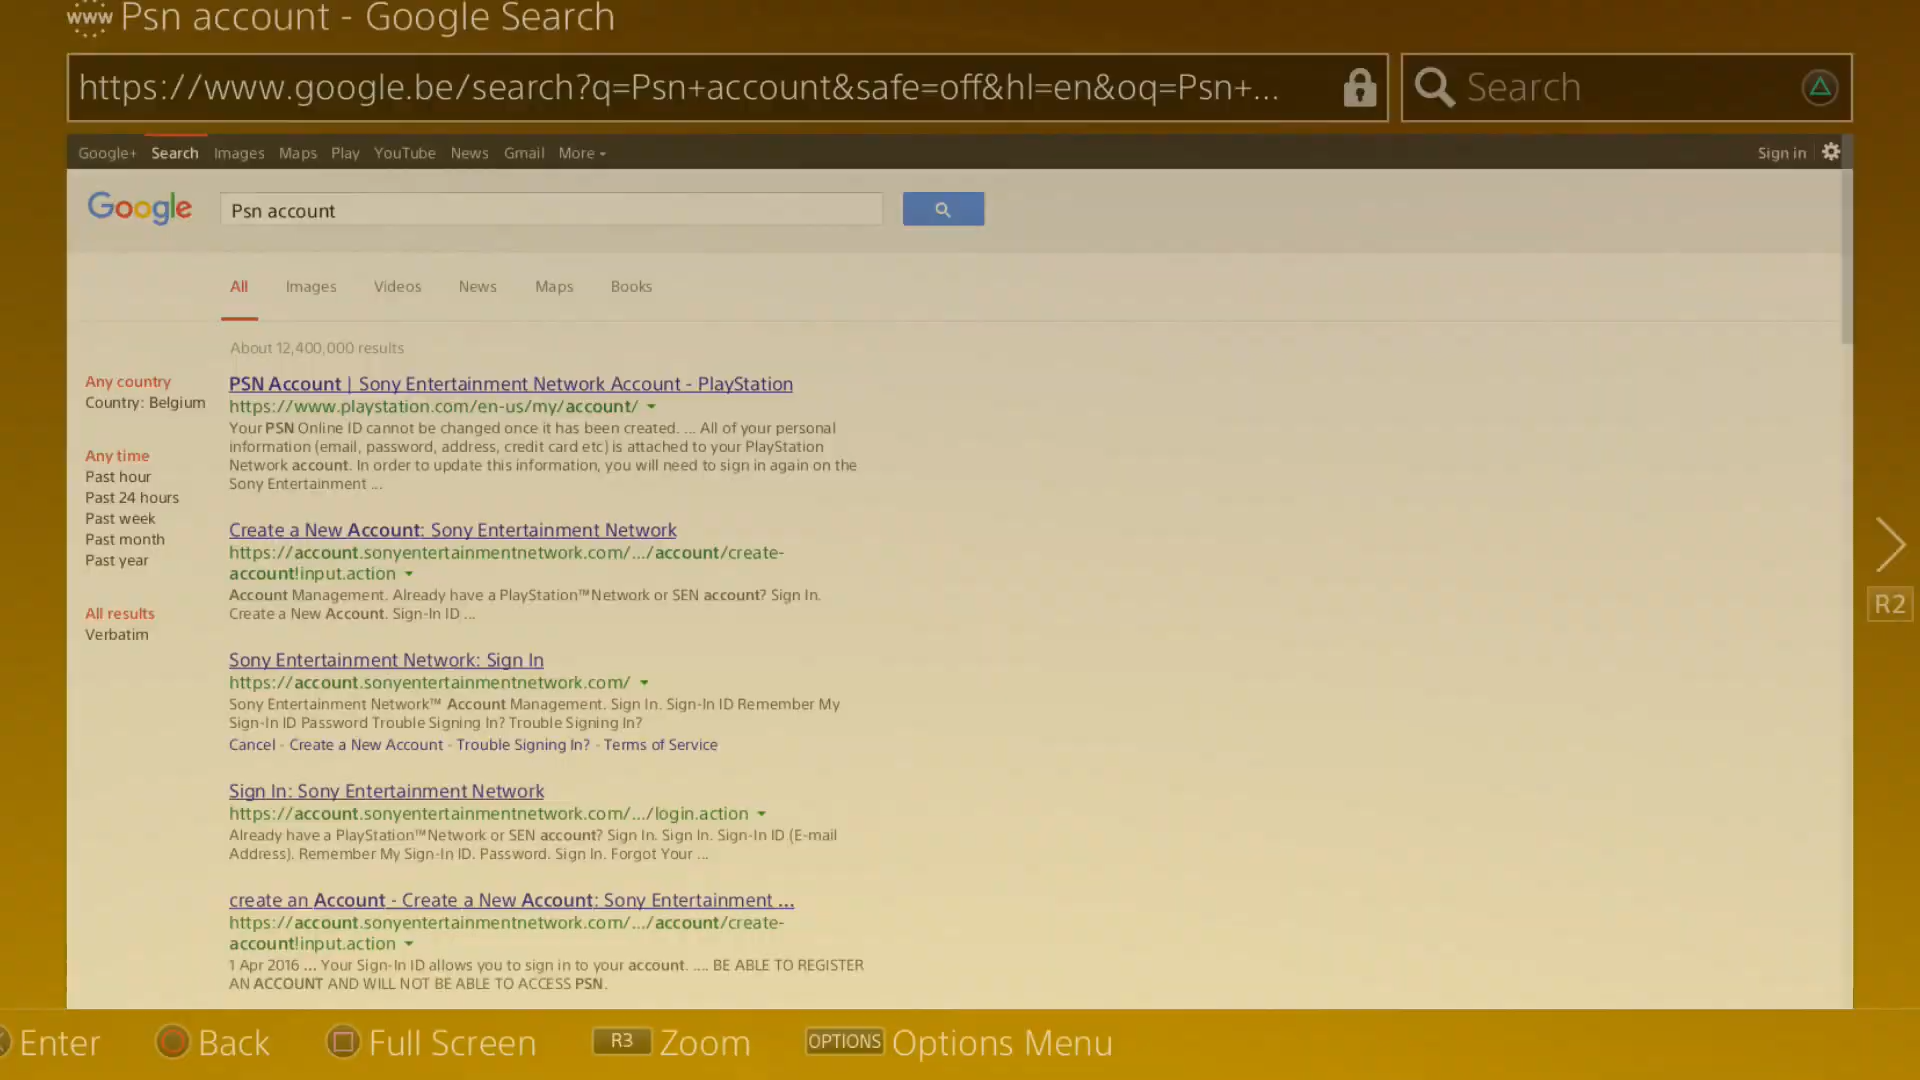 www Psn account - Google Search
https://www.google.be/search?q=Psn+account&safe=off&hl=en&oq=Psn+...
Search
Google+ Search Images Maps Play YouTube News Gmail More
Sign in
Google
Psn account
All Images Videos News Maps Books
About 12,400,000 results
Any country
Country: Belgium
Any time
Past hour
Past 24 hours
Past week
Past month
Past year
All results
Verbatim
PSN Account | Sony Entertainment Network Account - PlayStation
https://www.playstation.com/en-us/my/account/
Your PSN Online ID cannot be changed once it has been created. ... All of your personal
information (email, password, address, credit card etc) is attached to your PlayStation
Network account. In order to update this information, you will need to sign in again on the
Sony Entertainment ...
Create a New Account: Sony Entertainment Network
https://account.sonyentertainmentnetwork.com/.../account/create-
account!input.action
Account Management. Already have a PlayStation™Network or SEN account? Sign In.
Create a New Account. Sign-In ID ...
Sony Entertainment Network: Sign In
https://account.sonyentertainmentnetwork.com/
Sony Entertainment Network™ Account Management. Sign In. Sign-In ID Remember My
Sign-In ID Password Trouble Signing In? Trouble Signing In?
Cancel - Create a New Account - Trouble Signing In? - Terms of Service
Sign In: Sony Entertainment Network
https://account.sonyentertainmentnetwork.com/.../login.action
Already have a PlayStation™Network or SEN account? Sign In. Sign In. Sign-In ID (E-mail
Address). Remember My Sign-In ID. Password. Sign In. Forgot Your ...
create an Account - Create a New Account: Sony Entertainment ...
https://account.sonyentertainmentnetwork.com/.../account/create-
account!input.action
1 Apr 2016 ... Your Sign-In ID allows you to sign in to your account. .... BE ABLE TO REGISTER
AN ACCOUNT AND WILL NOT BE ABLE TO ACCESS PSN.
R2
Enter Back Full Screen R3 Zoom OPTIONS Options Menu